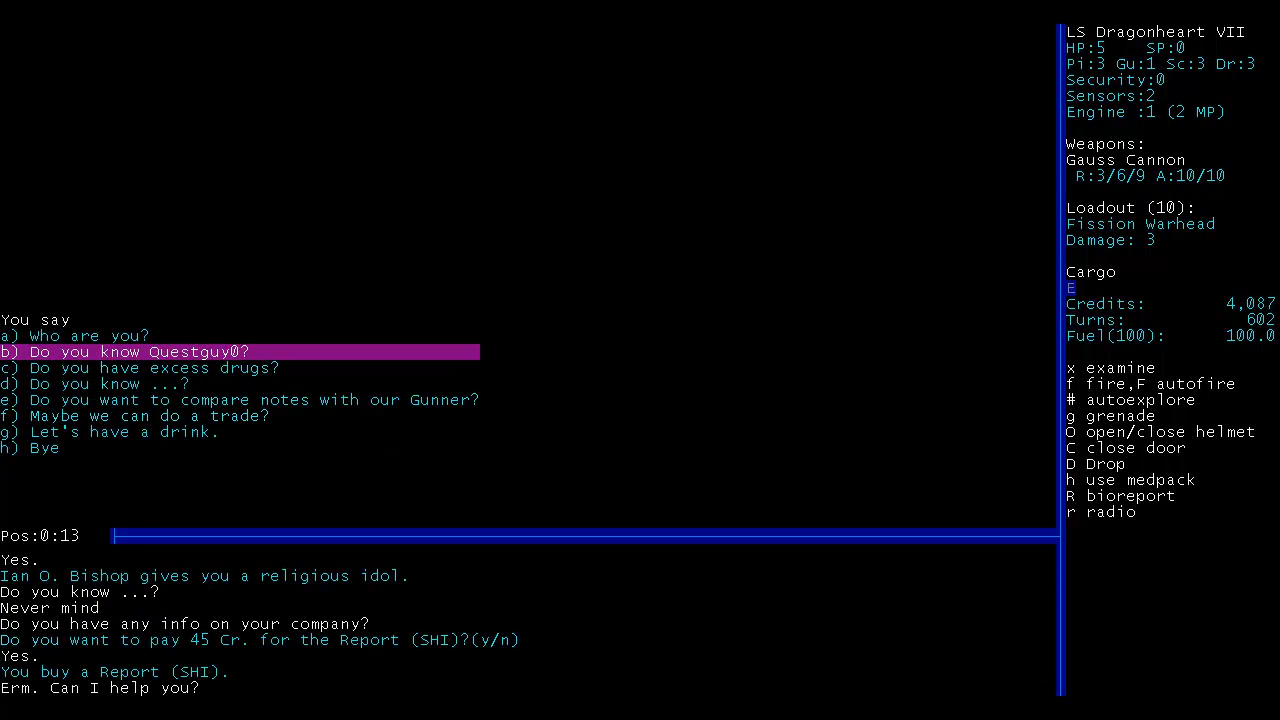 LS Dragonheart VII
HP:5 SP:0
Pi:3 Gu:1 Sc:3 Dr:3
Security:0
Sensors:2
Engine :1 (2 MP)
Weapons:
Gauss Cannon
R:3/6/9 A:10/10
Loadout (10):
Fission Warhead
Damage: 3
Cargo
E
Credits: 4,087
Turns: 602
Fuel(100): 100.0
x examine
f fire,F autofire
# autoexplore
g grenade
O open/close helmet
C close door
D Drop
h use medpack
R bioreport
r radio
You say
a) Who are you?
b) Do you know Questguy0?
c) Do you have excess drugs?
d) Do you know ...?
e) Do you want to compare notes with our Gunner?
f) Maybe we can do a trade?
g) Let's have a drink.
h) Bye
Pos:0:13
Yes.
Ian O. Bishop gives you a religious idol.
Do you know ...?
Never mind
Do you have any info on your company?
Do you want to pay 45 Cr. for the Report (SHI)?(y/n)
Yes.
You buy a Report (SHI).
Erm. Can I help you?